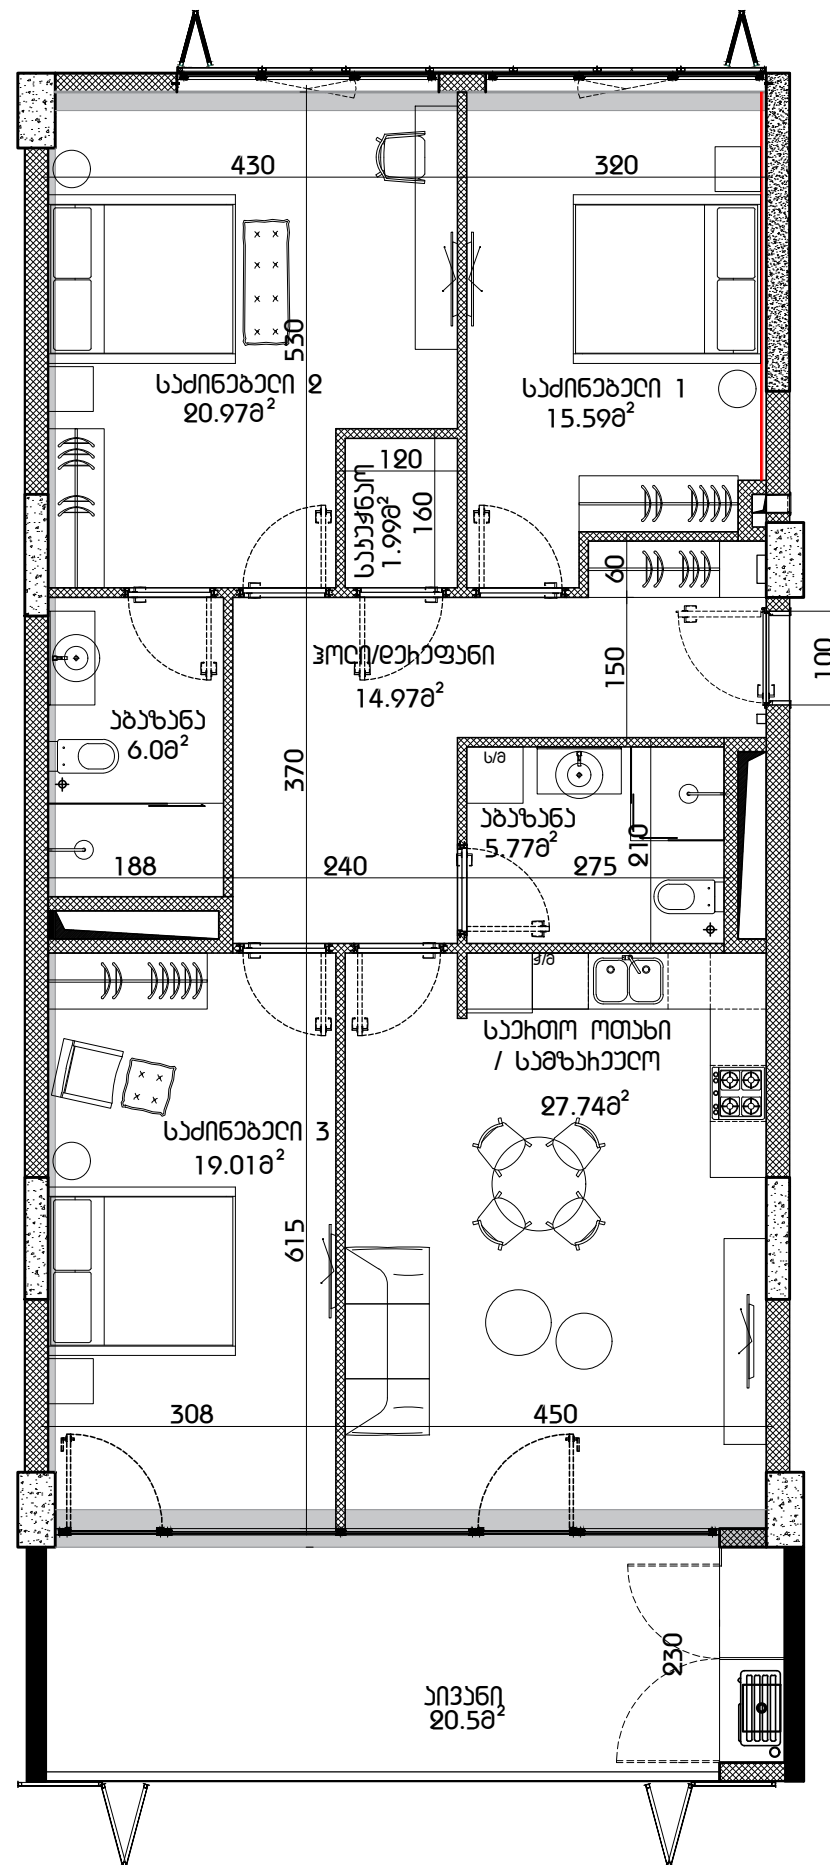 430
320
530
საძინებელი 2
20.97მ²
საძინებელი 1
15.59მ²
120
საკუჭნაო
1.99მ²
160
60
ჰოლი/დერეფანი
14.97მ²
150
100
აბაზანა
6.0მ²
370
ს/მ
აბაზანა
5.77მ²
210
188
240
275
ჭ/მ
საერთო ოთახი
/ სამზარეულო
27.74მ²
საძინებელი 3
19.01მ²
615
308
450
230
აივანი
20.5მ²